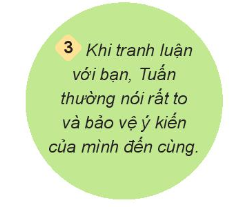 3 Khi tranh luận
với bạn, Tuấn
thường nói rất to
và bảo vệ ý kiến
của mình đến cùng.